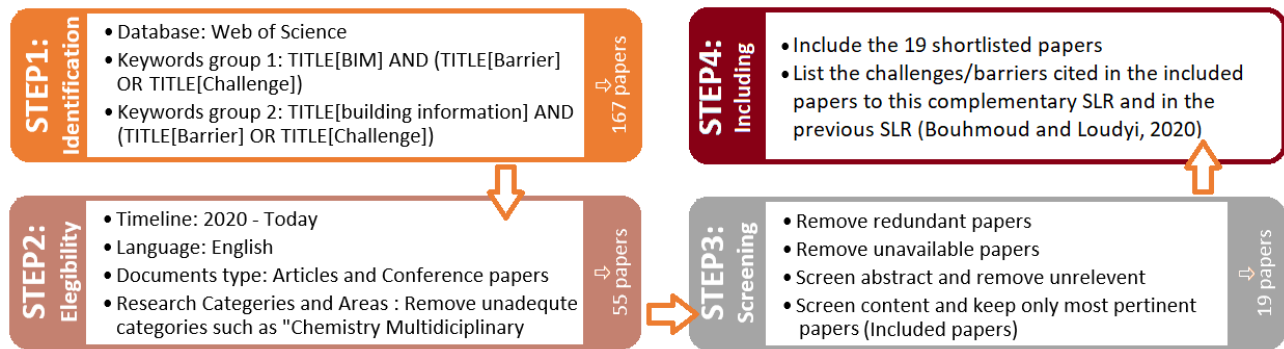 STEP1:
Identification
• Database: Web of Science
• Keywords group 1: TITLE[BIM] AND (TITLE[Barrier]
OR TITLE[Challenge])
• Keywords group 2: TITLE[building information] AND
(TITLE[Barrier] OR TITLE[Challenge])
⇨ 167 papers
STEP2:
Elegibility
• Timeline: 2020 - Today
• Language: English
• Documents type: Articles and Conference papers
• Research Categeries and Areas : Remove unadequte
categories such as "Chemistry Multidiciplinary
⇨ 55 papers
STEP3:
Screening
• Remove redundant papers
• Remove unavailable papers
• Screen abstract and remove unrelevent
• Screen content and keep only most pertinent
papers (Included papers)
⇨ 19 papers
STEP4:
Including
• Include the 19 shortlisted papers
• List the challenges/barriers cited in the included
papers to this complementary SLR and in the
previous SLR (Bouhmoud and Loudyi, 2020)